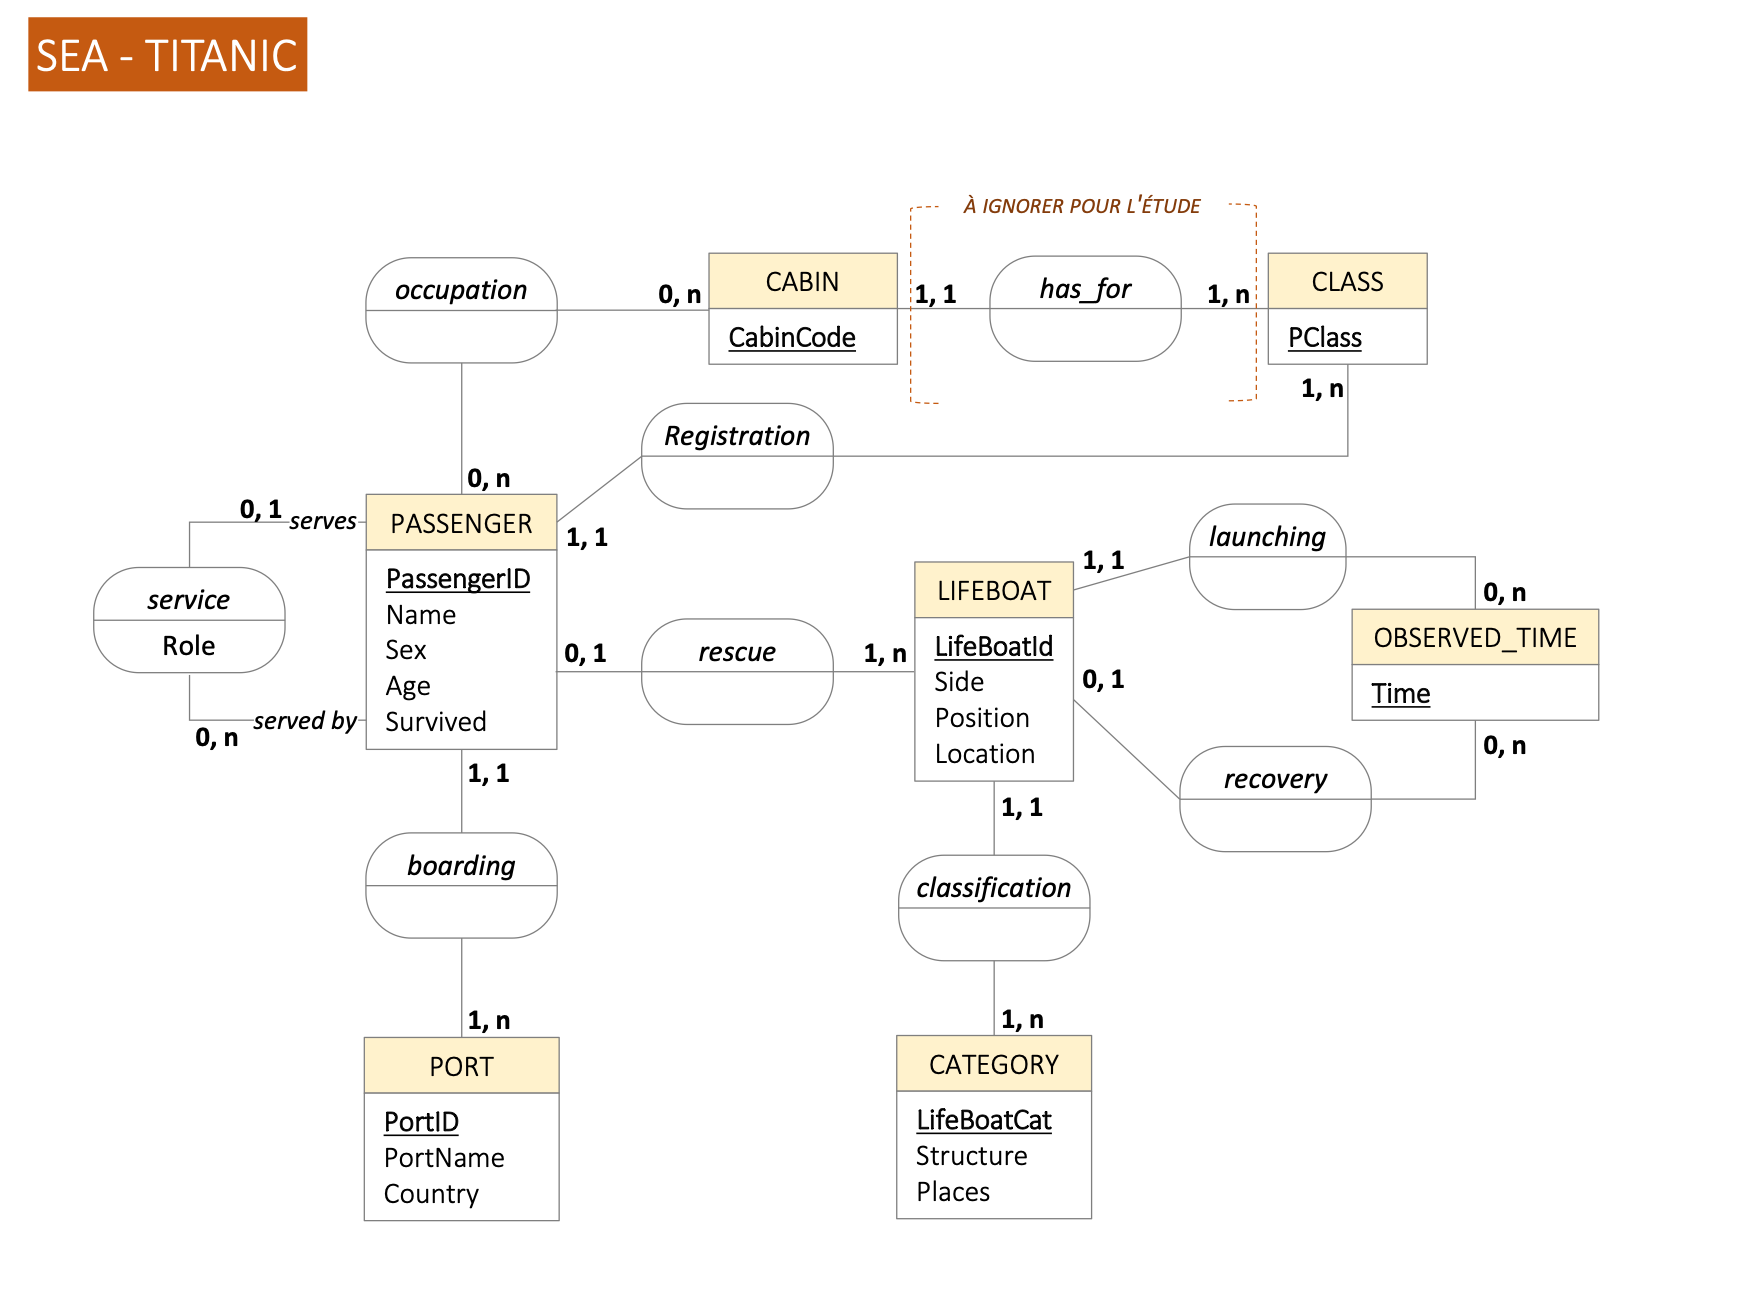 SEA - TITANIC
À IGNORER POUR L'ÉTUDE
occupation
0, n
CABIN
CabinCode
1, 1
has_for
1, n
CLASS
PClass
1, n
Registration
0, n
0, 1
serves
PASSENGER
1, 1
PassengerID
Name
Sex
Age
Survived
service
Role
served by
0, n
0, 1
rescue
1, n
LIFEBOAT
LifeBoatId
Side
Position
Location
1, 1
launching
0, n
OBSERVED_TIME
Time
0, 1
0, n
recovery
1, 1
boarding
1, n
PORT
PortID
PortName
Country
1, 1
classification
1, n
CATEGORY
LifeBoatCat
Structure
Places